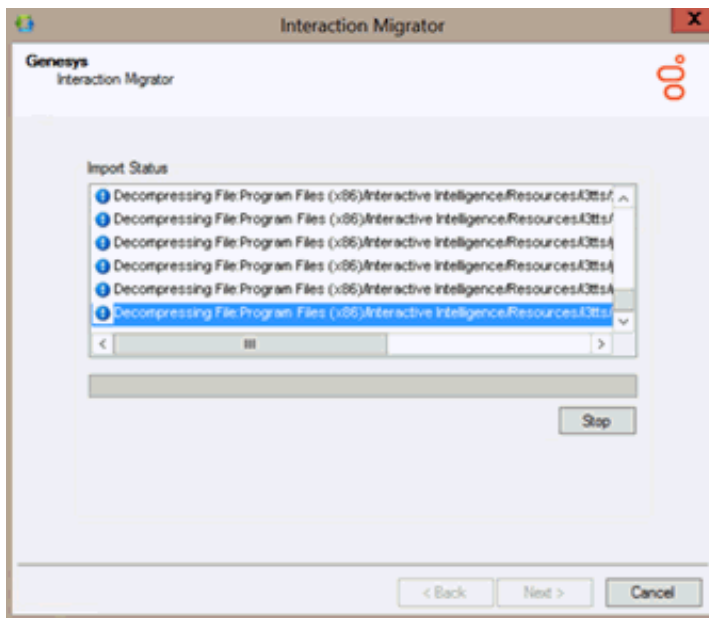 Interaction Migrator
X
Genesys
Interaction Migrator
Import Status
Decompressing File:Program Files (x86)/Interactive Intelligence/Resources/i3tts/
Decompressing File:Program Files (x86)/Interactive Intelligence/Resources/i3tts/
Decompressing File:Program Files (x86)/Interactive Intelligence/Resources/i3tts/
Decompressing File:Program Files (x86)/Interactive Intelligence/Resources/i3tts/
Decompressing File:Program Files (x86)/Interactive Intelligence/Resources/i3tts/
Decompressing File:Program Files (x86)/Interactive Intelligence/Resources/i3tts/
Stop
< Back Next > Cancel